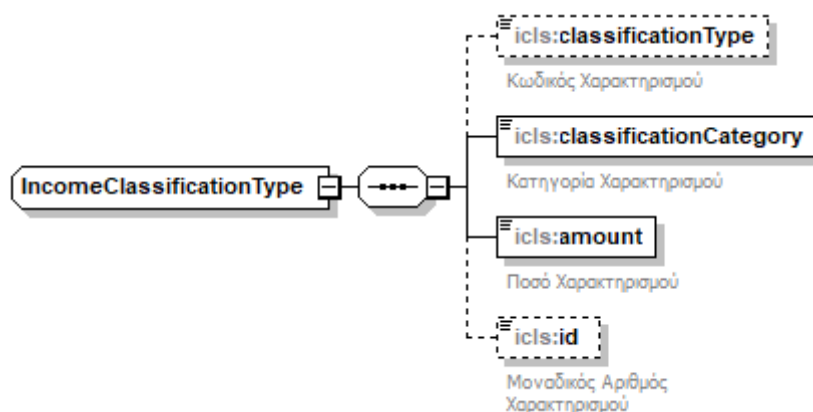 icls:classificationType
Κωδικός Χαρακτηρισμού
icls:classificationCategory
Κατηγορία Χαρακτηρισμού
IncomeClassificationType
icls:amount
Ποσό Χαρακτηρισμού
icls:id
Μοναδικός Αριθμός
Χαρακτηρισμού